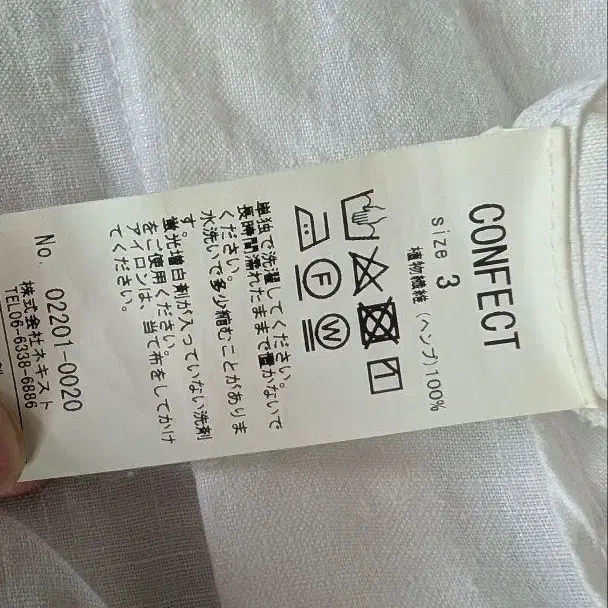 CONFECT
size 3
植物繊維(ヘンプ)100%
F W
単独で洗濯してください。
長時間濡れたままで置かないで
ください。
水洗いで多少縮むことがありま
す。
蛍光増白剤が入っていない洗剤
をご使用ください。
アイロンは、当て布をしてかけ
てください。
No. 02201-0020
株式会社ネキスト
TEL06-6338-6886